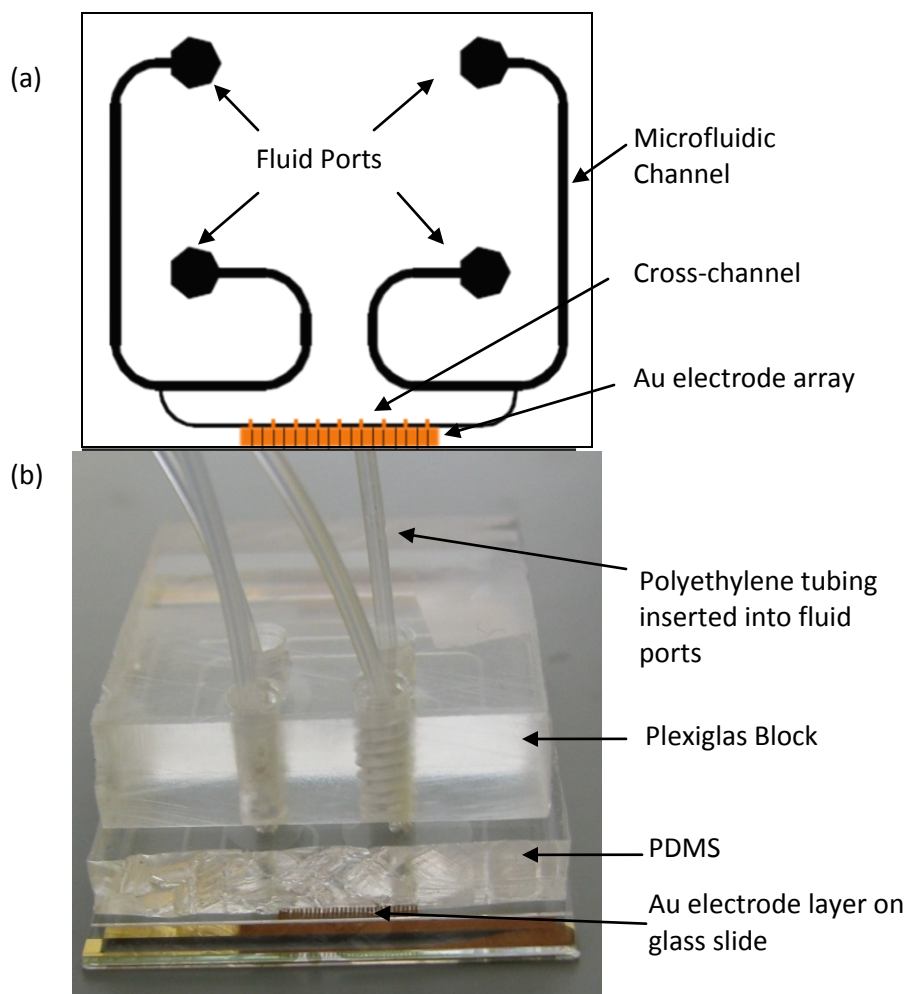 (a)
Fluid Ports
Microfluidic
Channel
Cross-channel
Au electrode array
(b)
Polyethylene tubing
inserted into fluid
ports
Plexiglas Block
PDMS
Au electrode layer on
glass slide